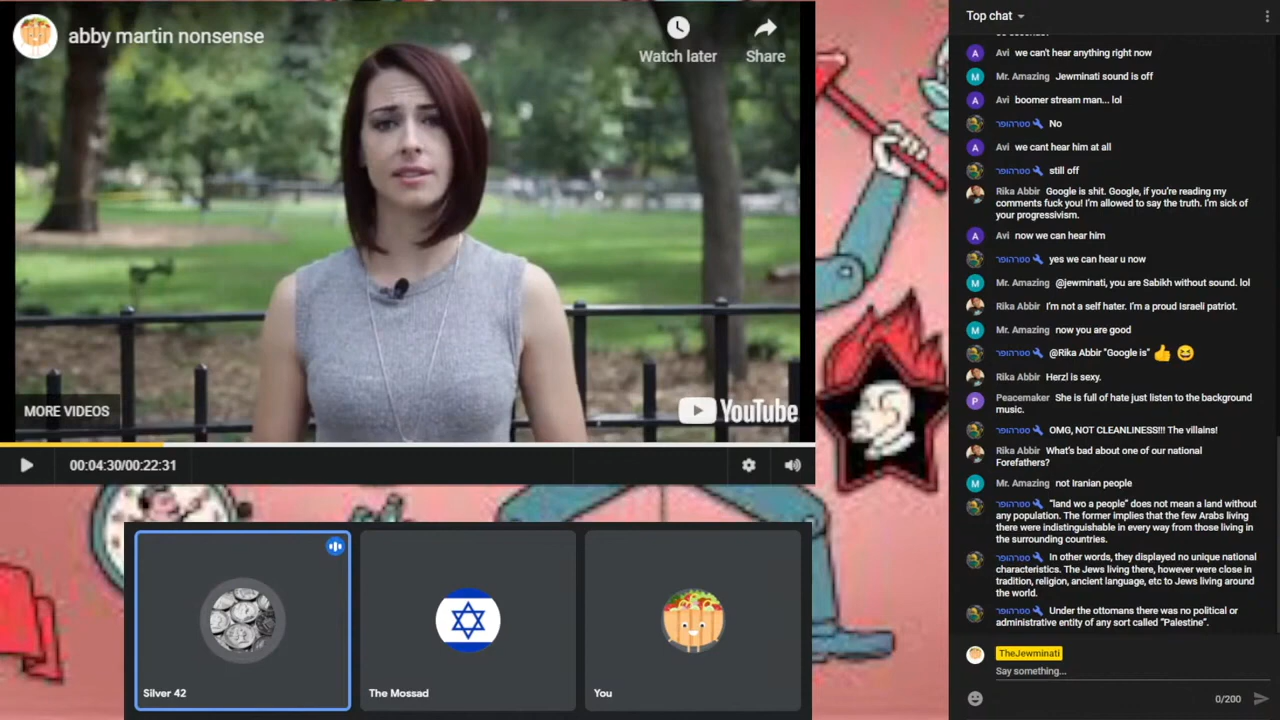 abby martin nonsense
Watch later
Share
MORE VIDEOS
YouTube
00:04:30/00:22:31
Silver 42
The Mossad
You
Top chat
Avi we can't hear anything right now
Mr. Amazing Jewminati sound is off
Avi boomer stream man... lol
סטרהופר No
Avi we cant hear him at all
סטרהופר still off
Rika Abbir Google is shit. Google, if you're reading my
comments fuck you! I'm allowed to say the truth. I'm sick of
your progressivism.
Avi now we can hear him
סטרהופר yes we can hear u now
Mr. Amazing @jewminati, you are Sabikh without sound. lol
Rika Abbir I'm not a self hater. I'm a proud Israeli patriot.
Mr. Amazing now you are good
סטרהופר @Rika Abbir "Google is" 👍 😆
Rika Abbir Herzl is sexy.
Peacemaker She is full of hate just listen to the background
music.
סטרהופר OMG, NOT CLEANLINESS!!! The villains!
Rika Abbir What's bad about one of our national
Forefathers?
Mr. Amazing not Iranian people
סטרהופר "land wo a people" does not mean a land without
any population. The former implies that the few Arabs living
there were indistinguishable in every way from those living in
the surrounding countries.
סטרהופר In other words, they displayed no unique national
characteristics. The Jews living there, however were close in
tradition, religion, ancient language, etc to Jews living around
the world.
סטרהופר Under the ottomans there was no political or
administrative entity of any sort called "Palestine".
TheJewminati
Say something...
0/200